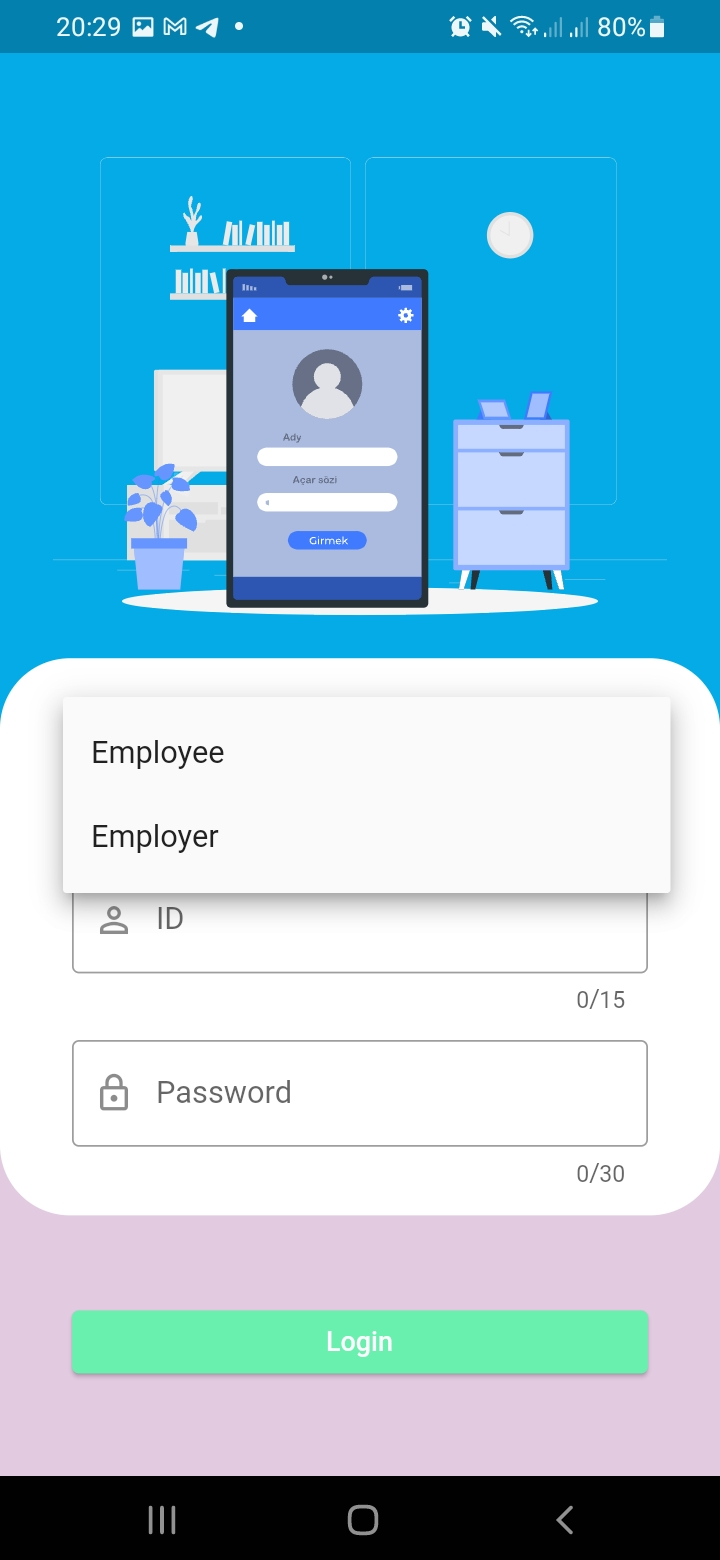 20:29
80%
Ady
Açar sözi
Girmek
Employee
Employer
ID
0/15
Password
0/30
Login